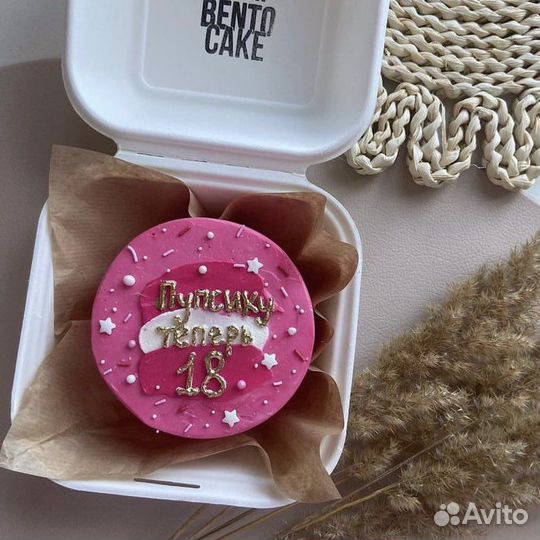 BENTO
CAKE
Пупсику
теперь
18
Avito